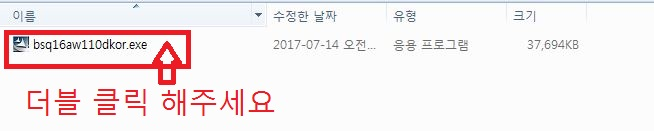 이름 수정한 날짜 유형 크기
bsq16aw110dkor.exe 2017-07-14 오전... 응용 프로그램 37,694KB
더블 클릭 해주세요